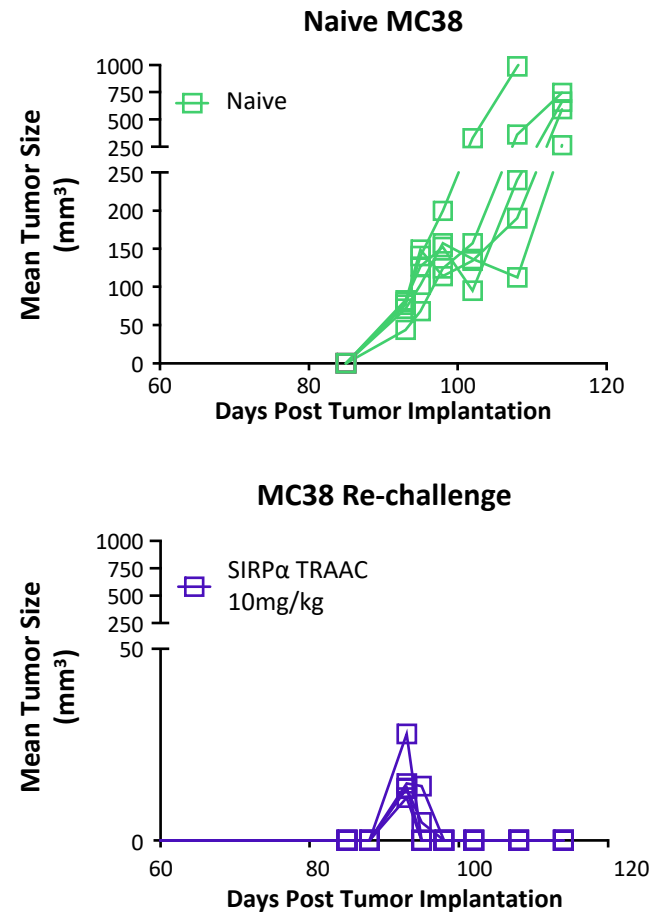 Naive MC38
1000
750
500
250
Naive
250
200
150
100
50
0
Mean Tumor Size
(mm³)
60
80
100
120
Days Post Tumor Implantation
MC38 Re-challenge
1000
750
500
250
SIRPα TRAAC
10mg/kg
50
0
Mean Tumor Size
(mm³)
60
80
100
120
Days Post Tumor Implantation